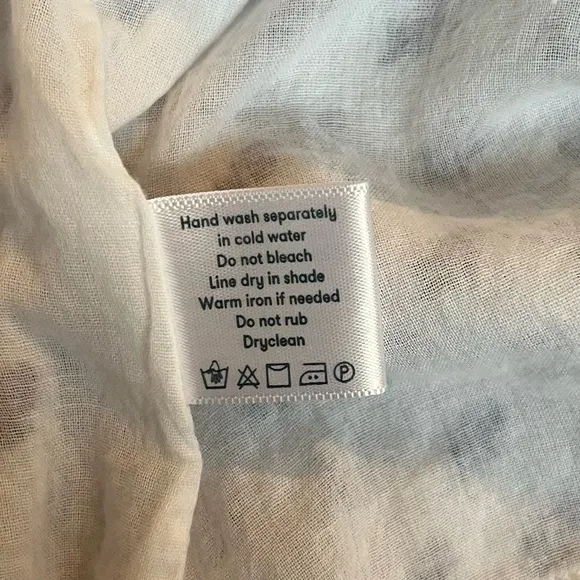 Hand wash separately
in cold water
Do not bleach
Line dry in shade
Warm iron if needed
Do not rub
Dryclean
P